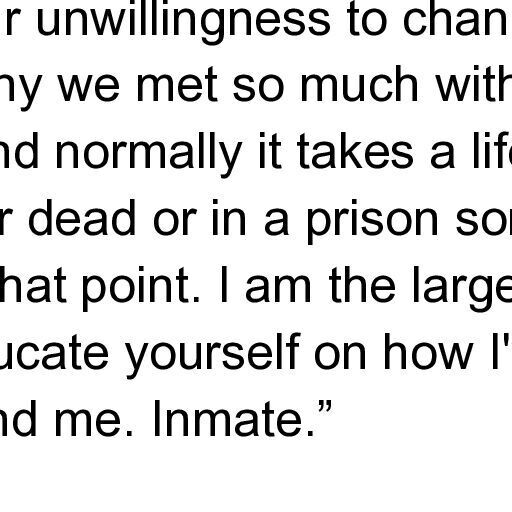 r unwillingness to chan
ny we met so much with
nd normally it takes a life
r dead or in a prison so
hat point. I am the large
ucate yourself on how I'
nd me. Inmate.”